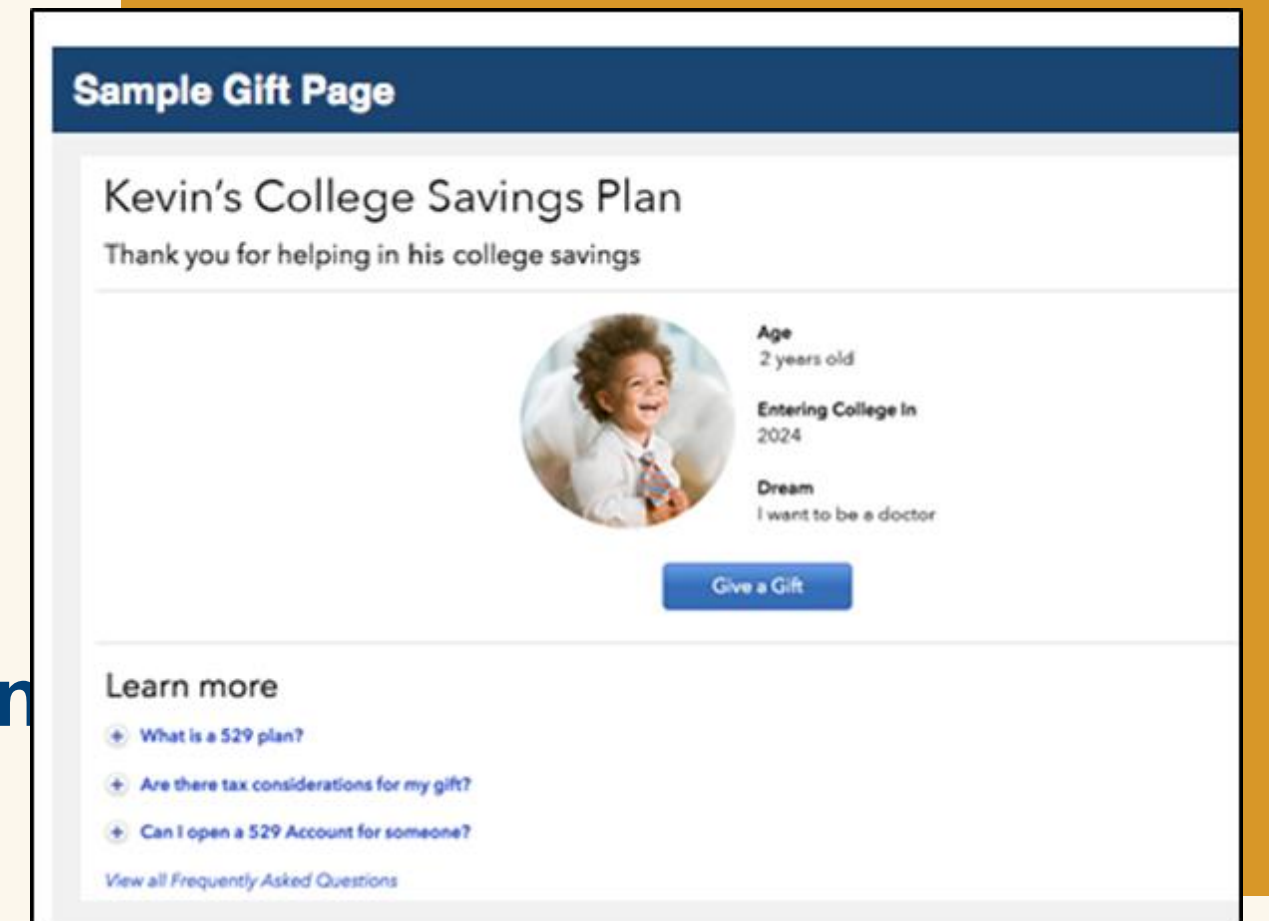 Sample Gift Page
Kevin's College Savings Plan
Thank you for helping in his college savings
Age
2 years old
Entering College In
2024
Dream
I want to be a doctor
Give a Gift
Learn more
What is a 529 plan?
Are there tax considerations for my gift?
Can I open a 529 Account for someone?
View all Frequently Asked Questions